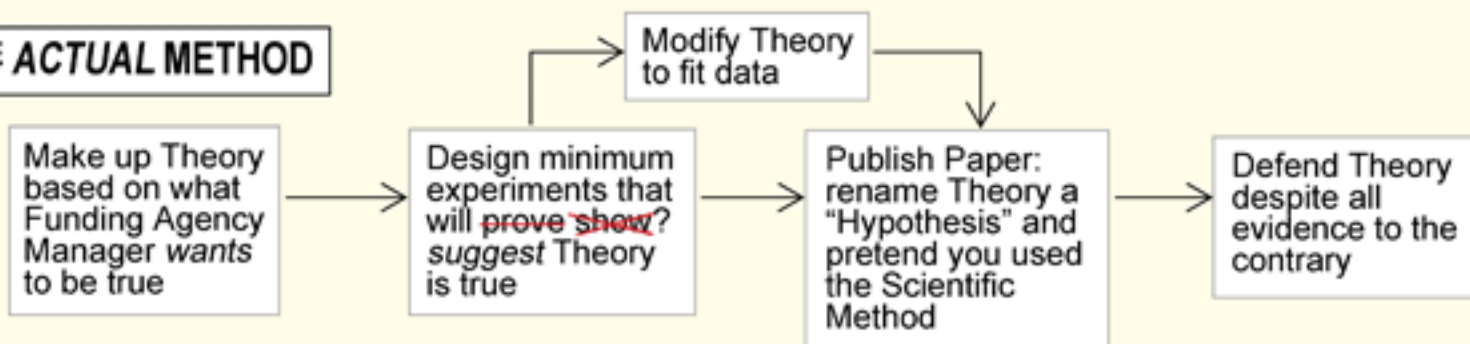 ACTUAL METHOD
Modify Theory
to fit data
Make up Theory
based on what
Funding Agency
Manager wants
to be true
Design minimum
experiments that
will prove show?
suggest Theory
is true
Publish Paper:
rename Theory a
“Hypothesis” and
pretend you used
the Scientific
Method
Defend Theory
despite all
evidence to the
contrary